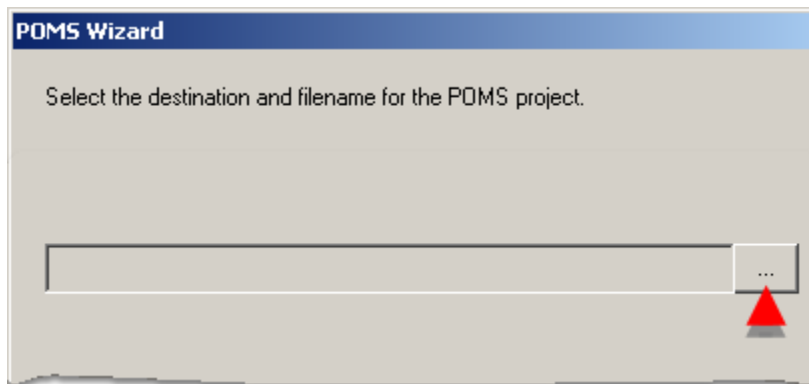 POMS Wizard
Select the destination and filename for the POMS project.
...